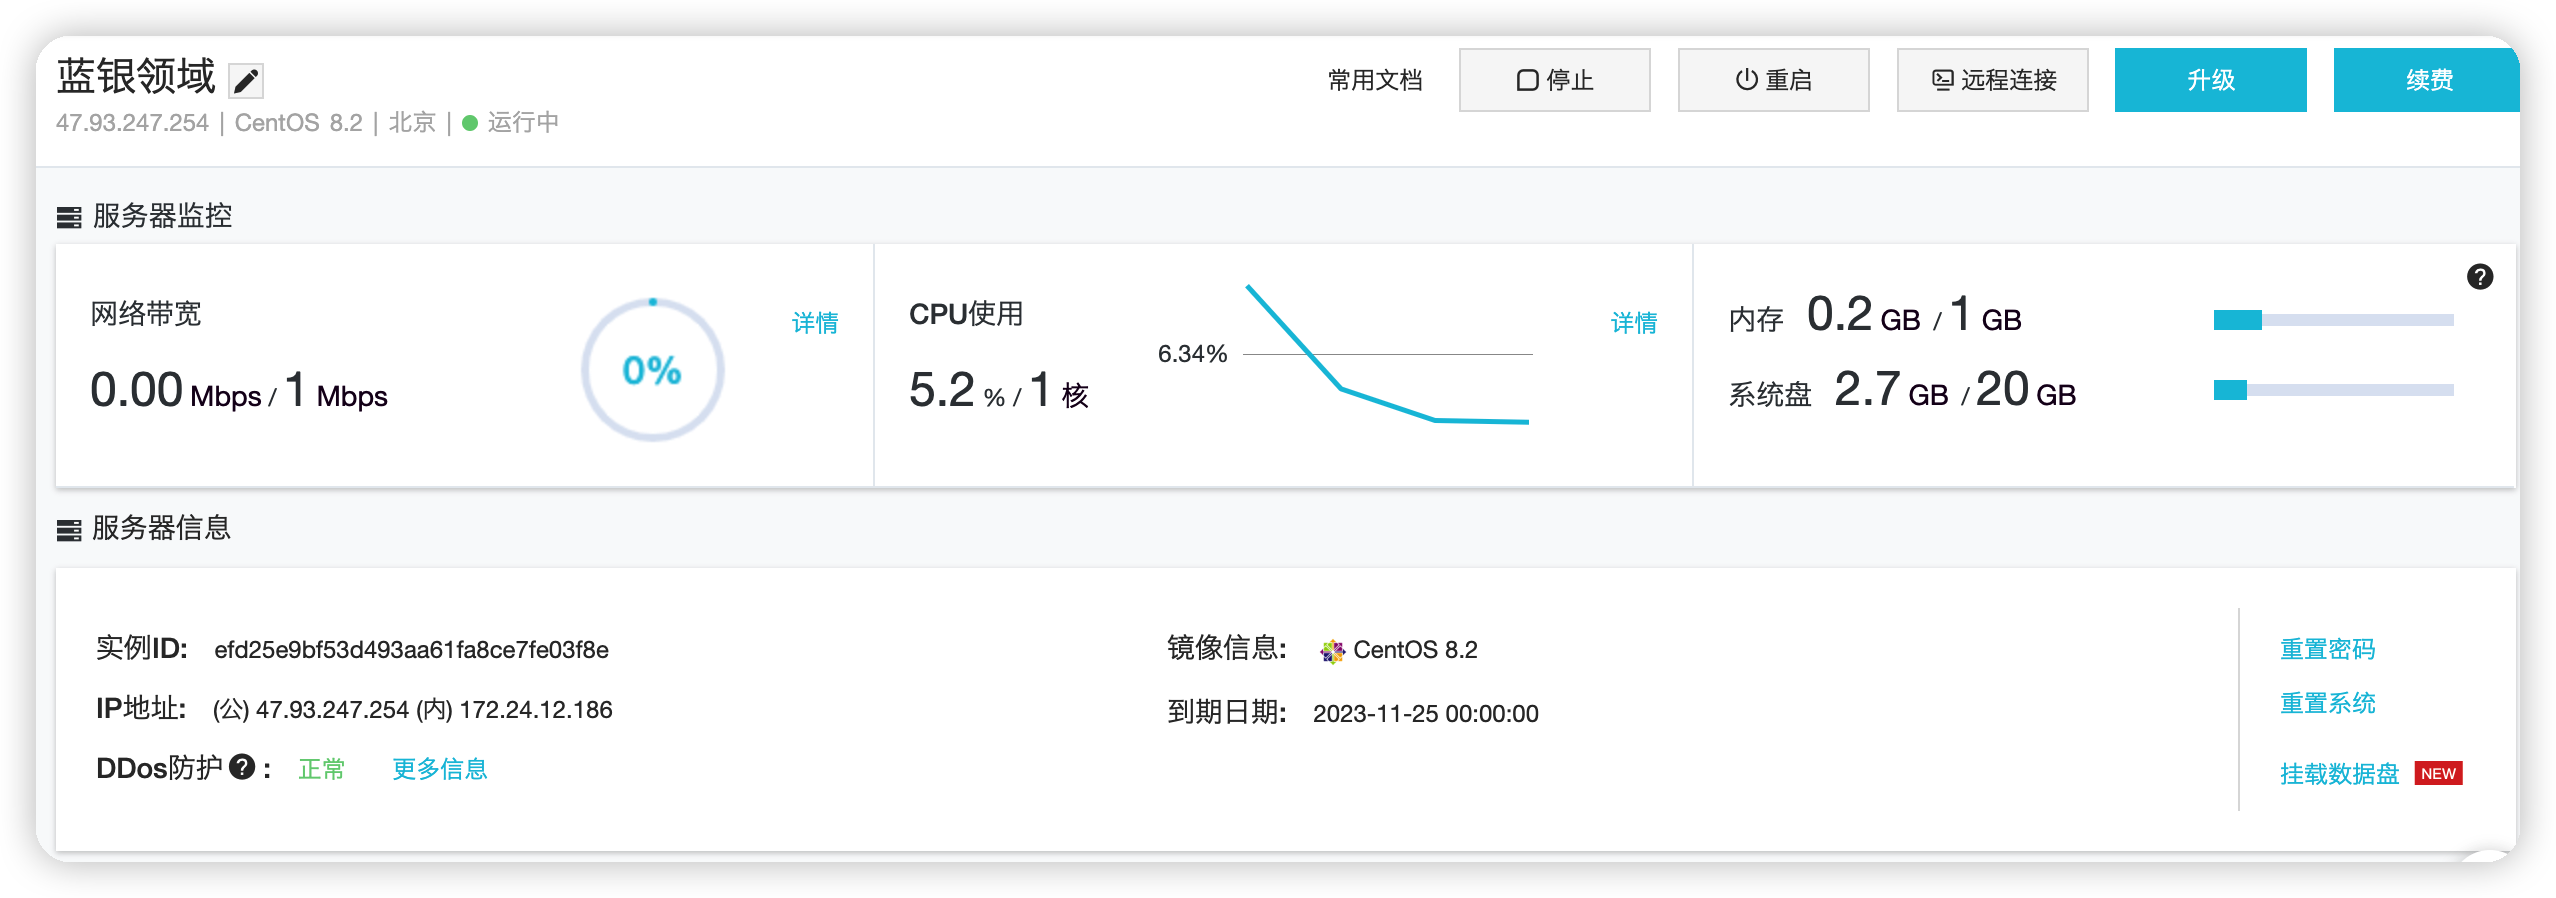 蓝银领域
47.93.247.254 | CentOS 8.2 | 北京 | 运行中
常用文档 停止 重启 远程连接 升级 续费
服务器监控
网络带宽
0.00 Mbps / 1 Mbps
0%
详情
CPU使用
5.2 % / 1 核
6.34%
详情
内存 0.2 GB / 1 GB
系统盘 2.7 GB / 20 GB
服务器信息
实例ID: efd25e9bf53d493aa61fa8ce7fe03f8e
IP地址: (公) 47.93.247.254 (内) 172.24.12.186
DDos防护 : 正常 更多信息
镜像信息: CentOS 8.2
到期日期: 2023-11-25 00:00:00
重置密码
重置系统
挂载数据盘 NEW